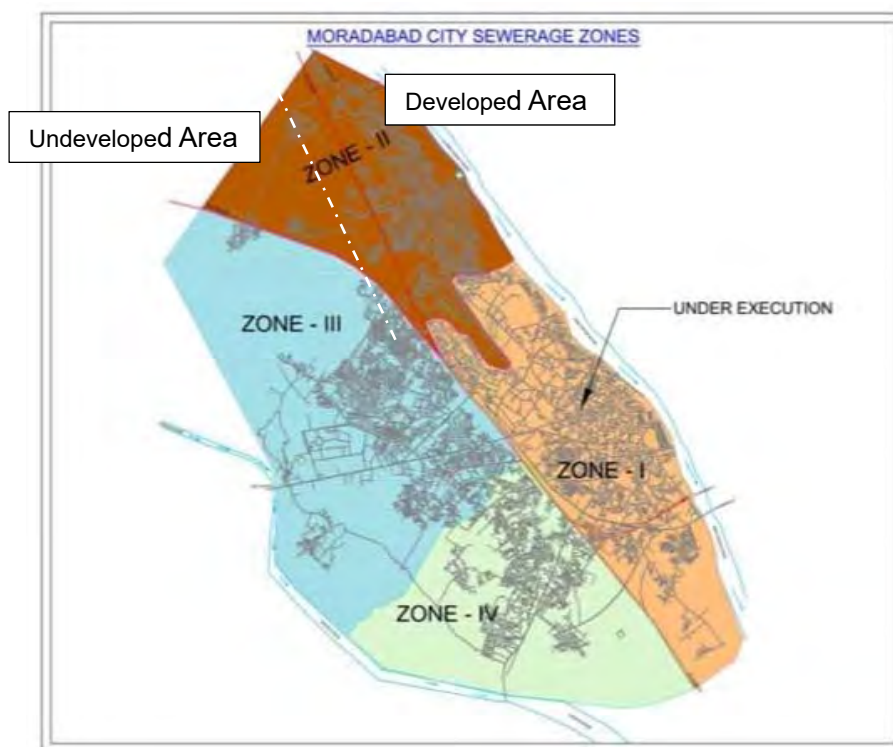 MORADABAD CITY SEWERAGE ZONES
Developed Area
Undeveloped Area
ZONE - II
ZONE - III
UNDER EXECUTION
ZONE - I
ZONE - IV